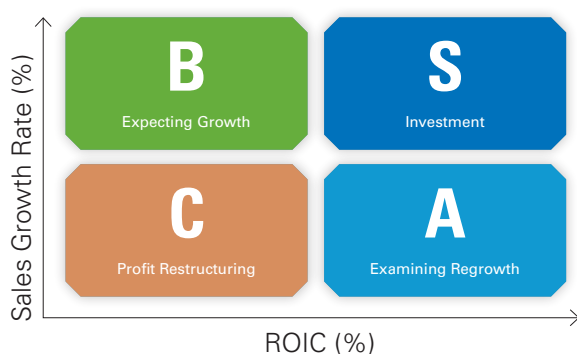 Sales Growth Rate (%)
B
Expecting Growth
S
Investment
C
Profit Restructuring
A
Examining Regrowth
ROIC (%)